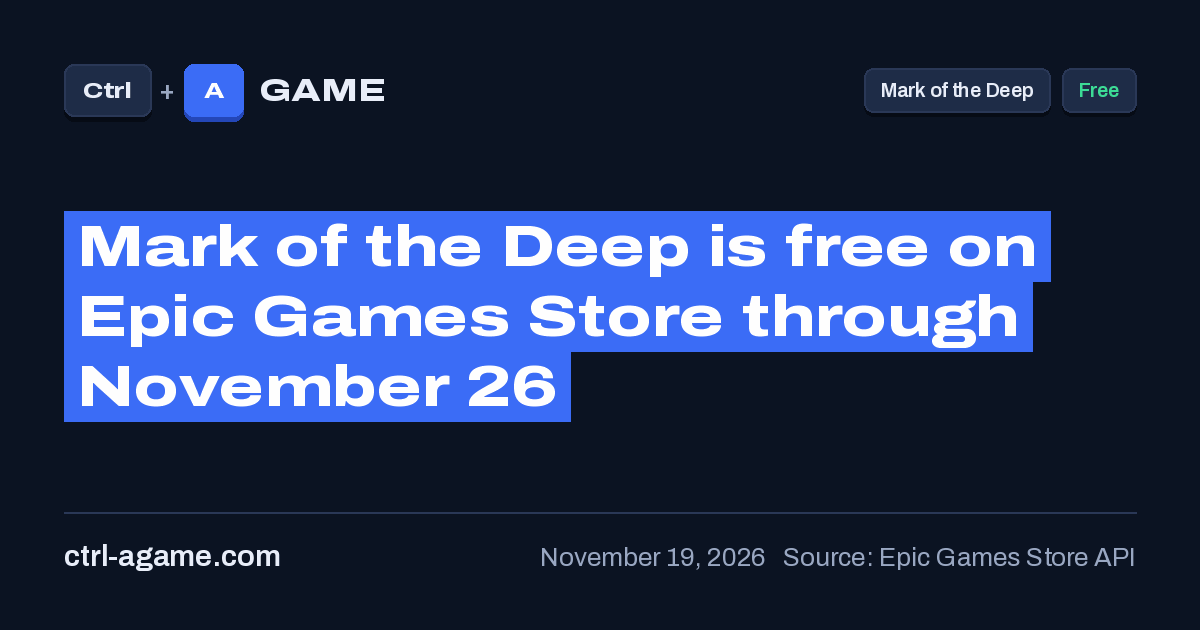 Ctrl + A GAME
Mark of the Deep Free
Mark of the Deep is free on
Epic Games Store through
November 26
ctrl-agame.com
November 19, 2026 Source: Epic Games Store API